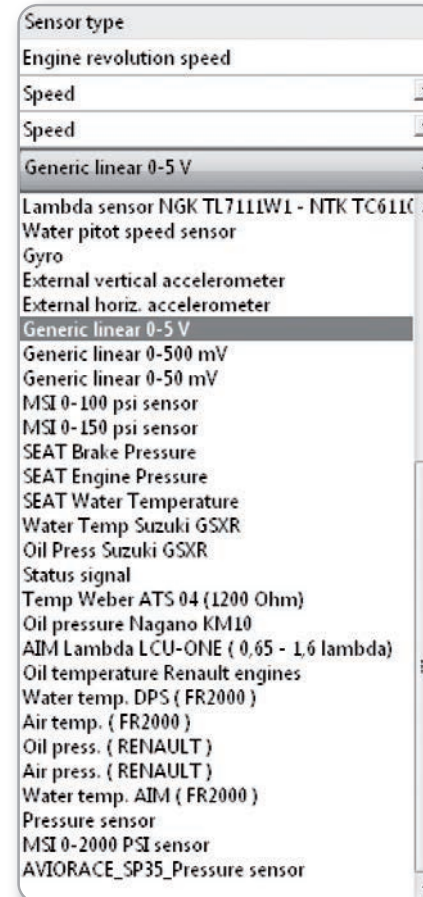 Sensor type
Engine revolution speed
Speed
Speed
Generic linear 0-5 V
Lambda sensor NGK TL7111W1 - NTK TC6110
Water pitot speed sensor
Gyro
External vertical accelerometer
External horiz. accelerometer
Generic linear 0-5 V
Generic linear 0-500 mV
Generic linear 0-50 mV
MSI 0-100 psi sensor
MSI 0-150 psi sensor
SEAT Brake Pressure
SEAT Engine Pressure
SEAT Water Temperature
Water Temp Suzuki GSXR
Oil Press Suzuki GSXR
Status signal
Temp Weber ATS 04 (1200 Ohm)
Oil pressure Nagano KM10
AIM Lambda LCU-ONE ( 0,65 - 1,6 lambda)
Oil temperature Renault engines
Water temp. DPS ( FR2000 )
Air temp. ( FR2000 )
Oil press. ( RENAULT )
Air press. ( RENAULT )
Water temp. AIM ( FR2000 )
Pressure sensor
MSI 0-2000 PSI sensor
AVIORACE_SP35_Pressure sensor